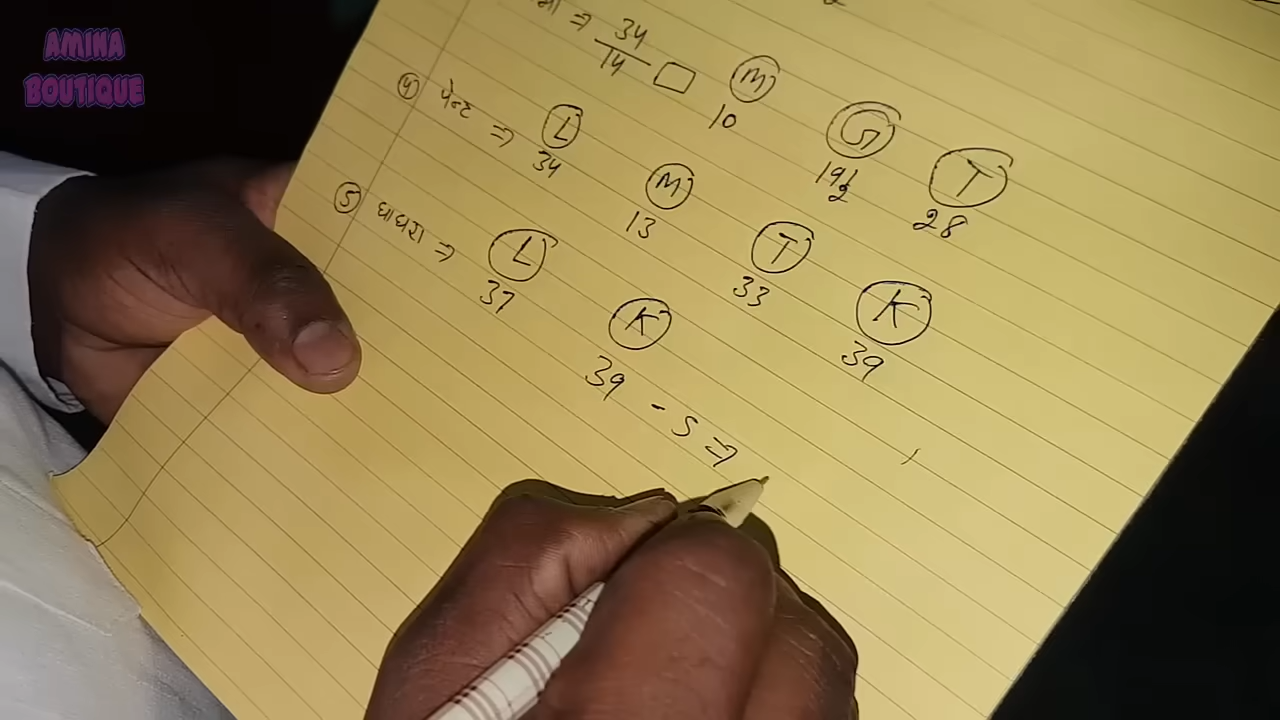 AMINA
BOUTIQUE
⇒ 34/14 □ Ⓜ 10 Ⓖ 19½ Ⓣ 28
④ पेन्ट ⇒ Ⓛ 34 Ⓜ 13 Ⓣ 33 Ⓚ 39
⑤ घाघरा ⇒ Ⓛ 37 Ⓚ 39 - 5 ⇒